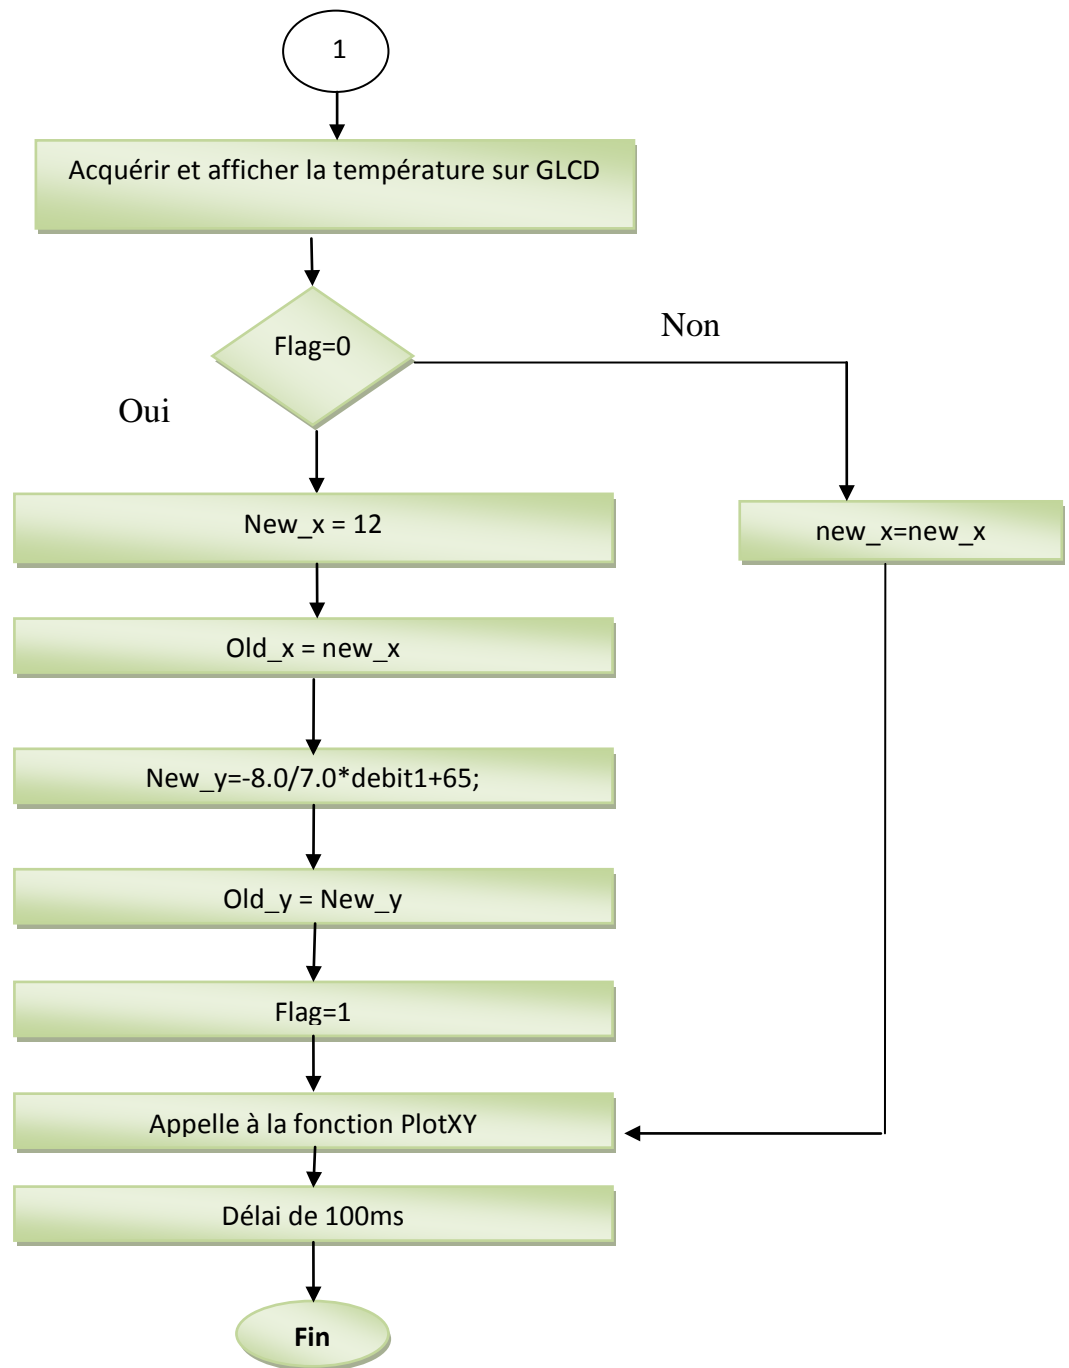 1
Acquérir et afficher la température sur GLCD
Flag=0
Non
Oui
New_x = 12
new_x=new_x
Old_x = new_x
New_y=-8.0/7.0*debit1+65;
Old_y = New_y
Flag=1
Appelle à la fonction PlotXY
Délai de 100ms
Fin